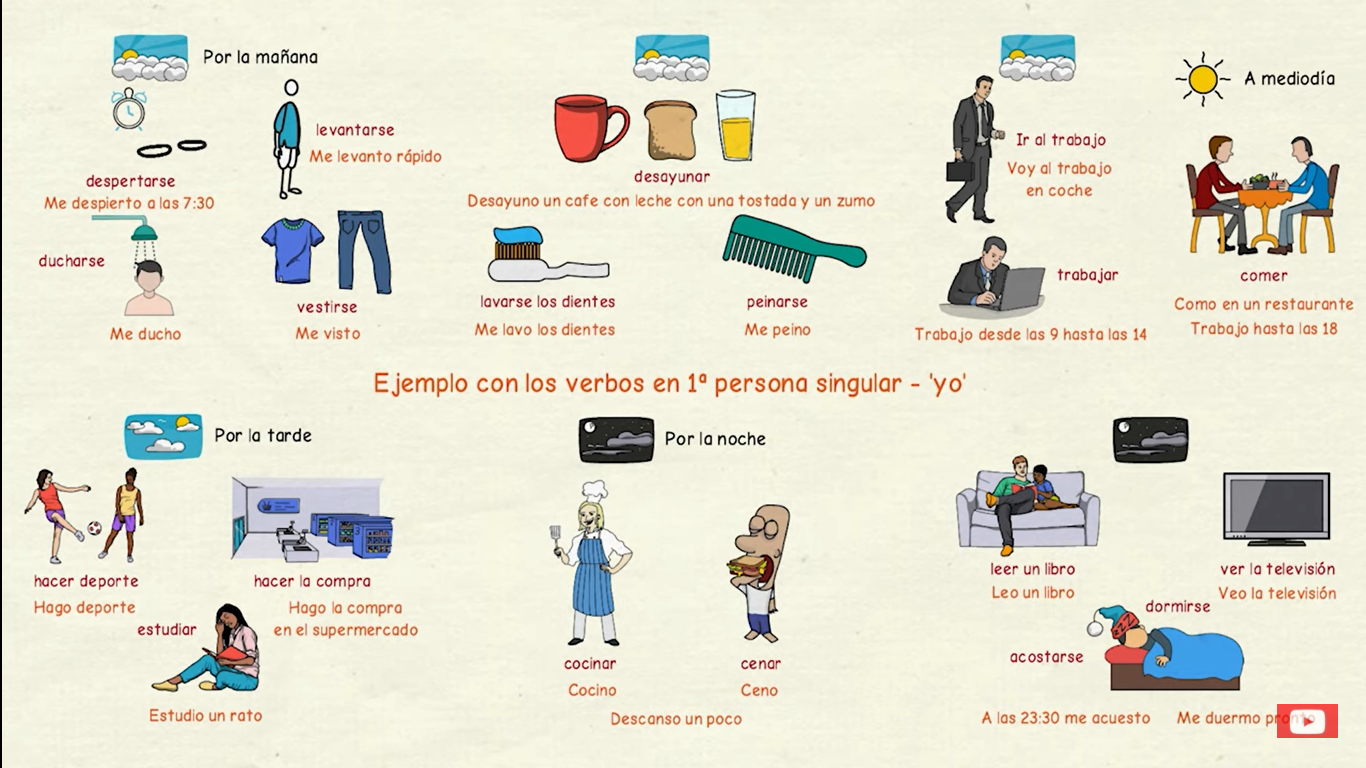 Por la mañana
despertarse
Me despierto a las 7:30
levantarse
Me levanto rápido
ducharse
Me ducho
vestirse
Me visto
desayunar
Desayuno un cafe con leche con una tostada y un zumo
lavarse los dientes
Me lavo los dientes
peinarse
Me peino
Ir al trabajo
Voy al trabajo
en coche
trabajar
Trabajo desde las 9 hasta las 14
A mediodía
comer
Como en un restaurante
Trabajo hasta las 18
Ejemplo con los verbos en 1ª persona singular - 'yo'
Por la tarde
hacer deporte
Hago deporte
hacer la compra
Hago la compra
en el supermercado
estudiar
Estudio un rato
Por la noche
cocinar
Cocino
cenar
Ceno
Descanso un poco
leer un libro
Leo un libro
ver la televisión
Veo la televisión
dormirse
acostarse
A las 23:30 me acuesto
Me duermo pronto